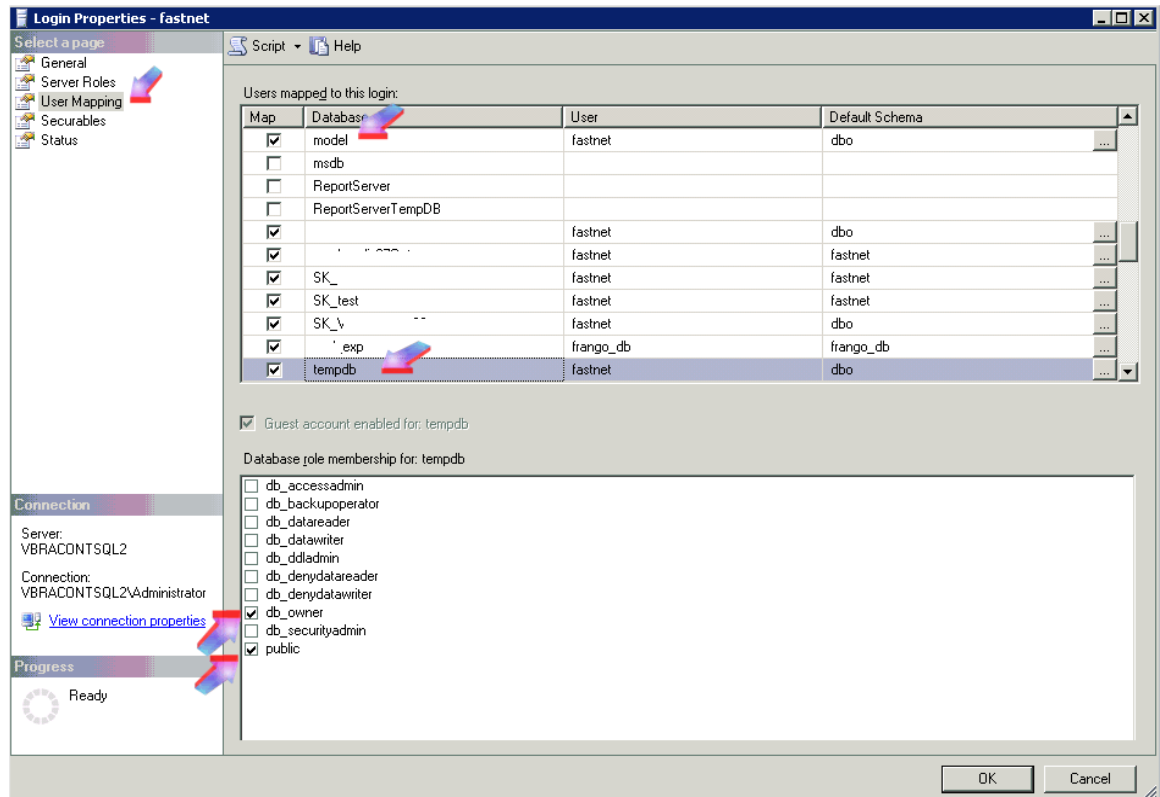 Login Properties - fastnet
Select a page
General
Server Roles
User Mapping
Securables
Status
Script Help
Users mapped to this login:
Map Database User Default Schema
model fastnet dbo ...
msdb
ReportServer
ReportServerTempDB
fastnet dbo ...
fastnet fastnet ...
SK_ fastnet fastnet ...
SK_test fastnet fastnet ...
SK_ fastnet dbo ...
_exp frango_db frango_db ...
tempdb fastnet dbo ...
Guest account enabled for: tempdb
Database role membership for: tempdb
db_accessadmin
db_backupoperator
db_datareader
db_datawriter
db_ddladmin
db_denydatareader
db_denydatawriter
db_owner
db_securityadmin
public
Connection
Server:
VBRACONTSQL2
Connection:
VBRACONTSQL2\Administrator
View connection properties
Progress
Ready
OK Cancel